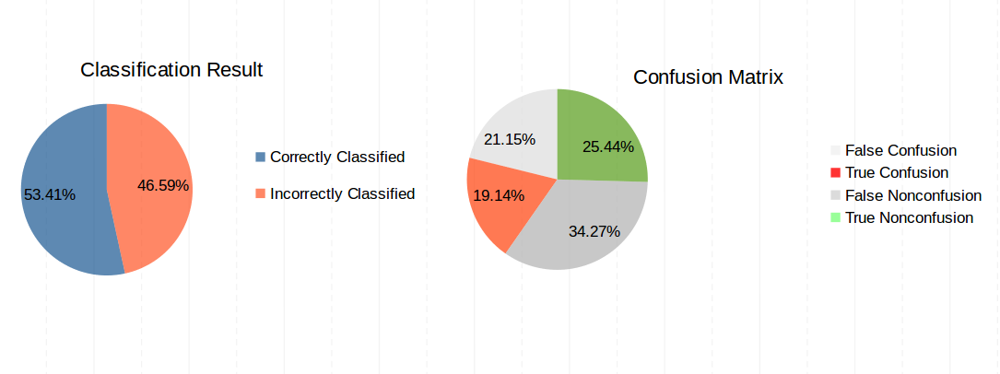 Classification Result
53.41%
46.59%
Correctly Classified
Incorrectly Classified
Confusion Matrix
21.15%
25.44%
19.14%
34.27%
False Confusion
True Confusion
False Nonconfusion
True Nonconfusion